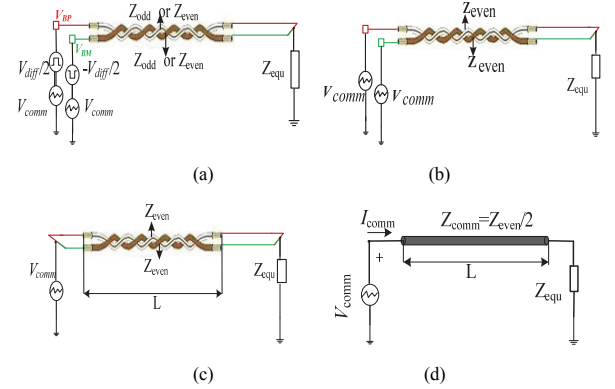 V_BP
Z_odd or Z_even
V_BM
Z_odd or Z_even
V_diff/2
-V_diff/2
V_comm
V_comm
Z_equ
(a)
Z_even
Z_even
V_comm
V_comm
Z_equ
(b)
Z_even
Z_even
V_comm
Z_equ
L
(c)
I_comm
Z_comm=Z_even/2
+
L
V_comm
Z_equ
(d)